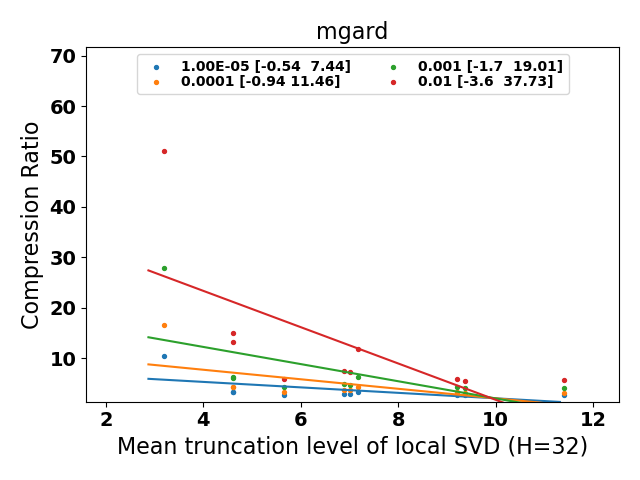 mgard
1.00E-05 [-0.54  7.44]
0.0001 [-0.94 11.46]
0.001 [-1.7  19.01]
0.01 [-3.6  37.73]
Compression Ratio
70
60
50
40
30
20
10
2 4 6 8 10 12
Mean truncation level of local SVD (H=32)